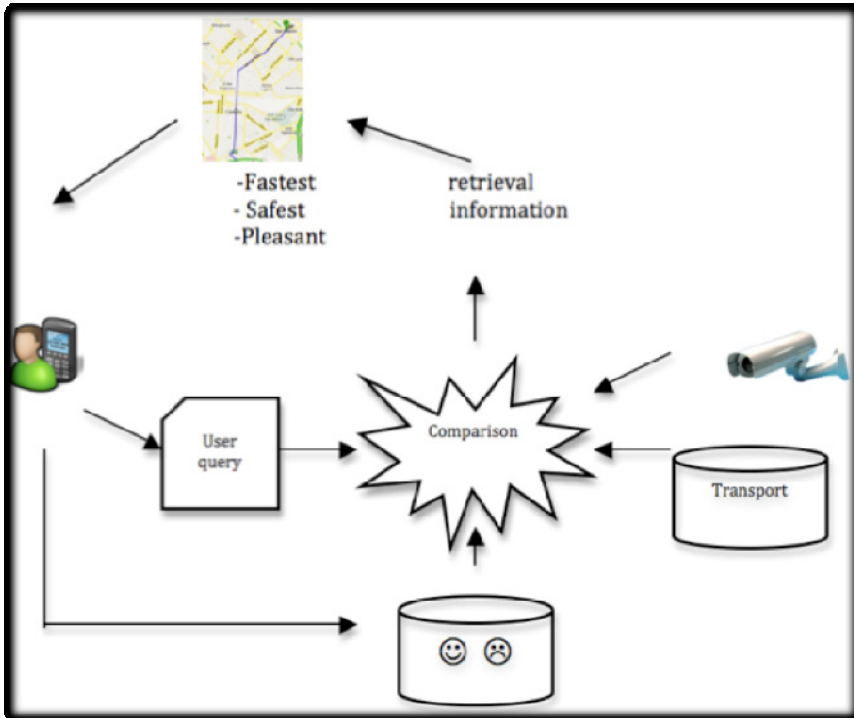 -Fastest
- Safest
-Pleasant
retrieval
information
User
query
Comparison
Transport